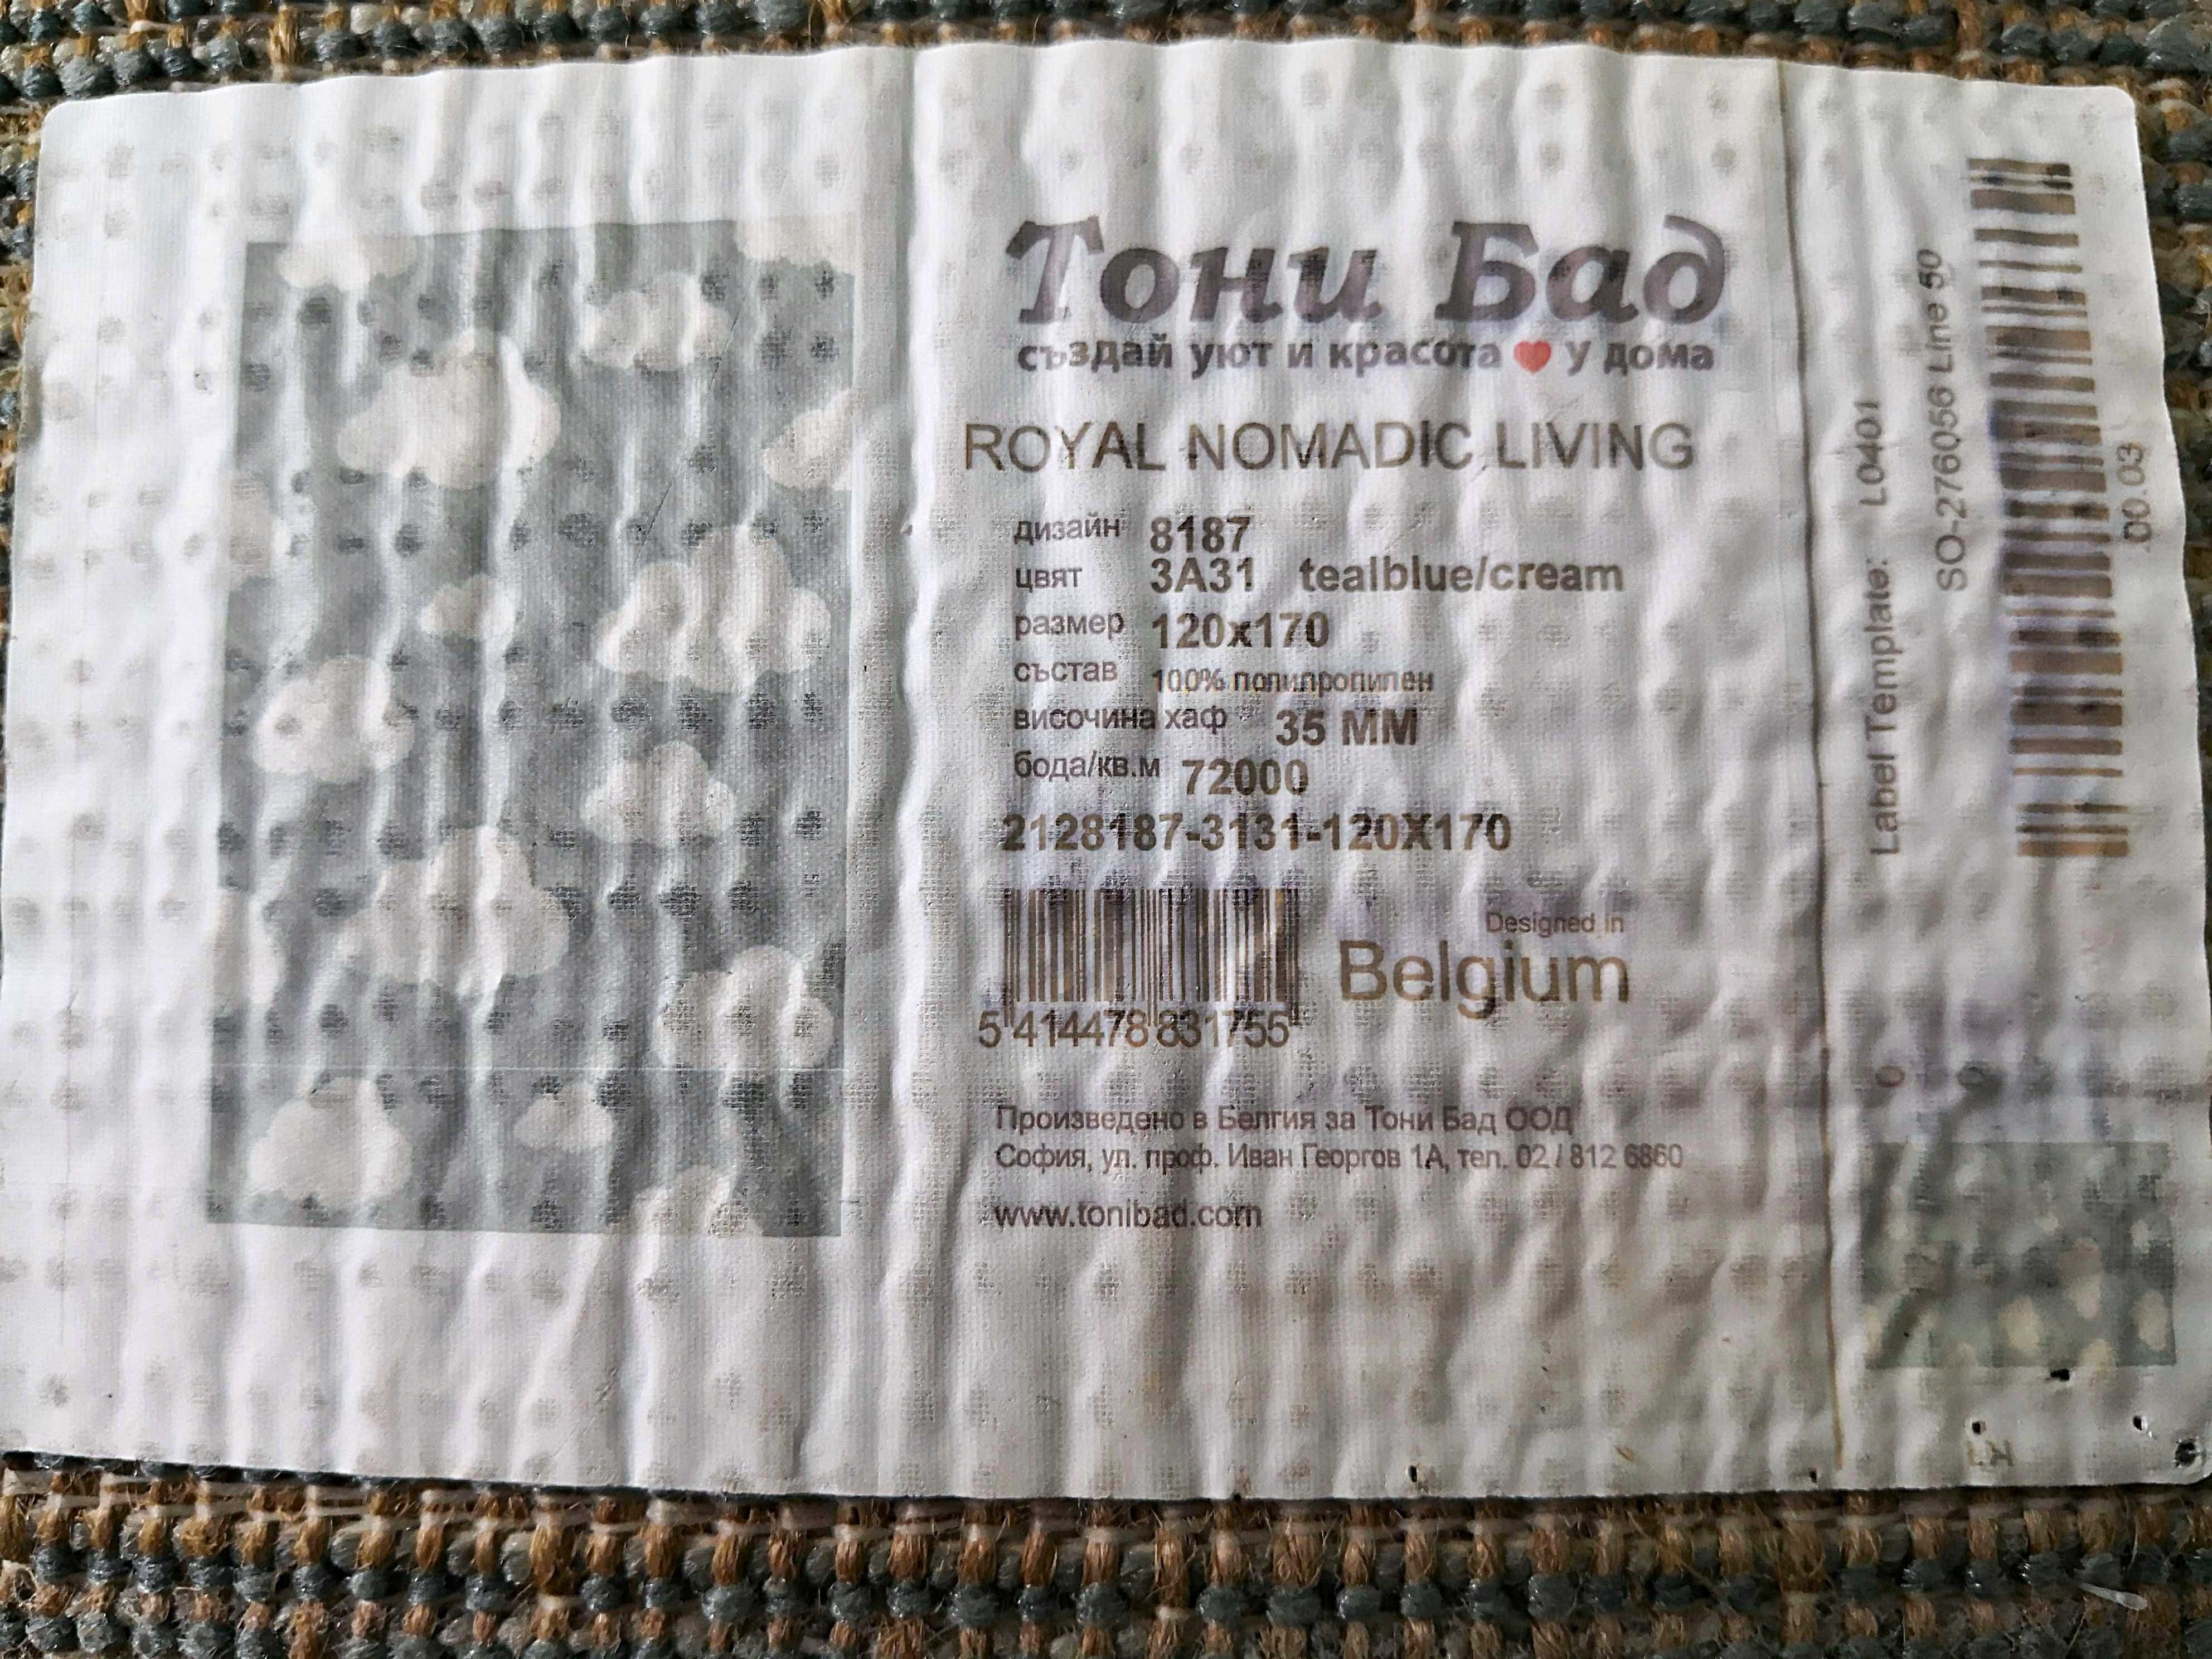 Тони Бад
създай уют и красота ❤ у дома
ROYAL NOMADIC LIVING
дизайн 8187
цвят 3A31 tealblue/cream
размер 120x170
състав 100% полипропилен
височина хаф 35 MM
бода/кв.м 72000
2128187-3131-120X170
5 414478 831755
Designed in
Belgium
Произведено в Белгия за Тони Бад ООД
София, ул. проф. Иван Георгов 1А, тел. 02 / 812 6860
www.tonibad.com
Label Template: L0401
SO-276056 Line 50
.00.03